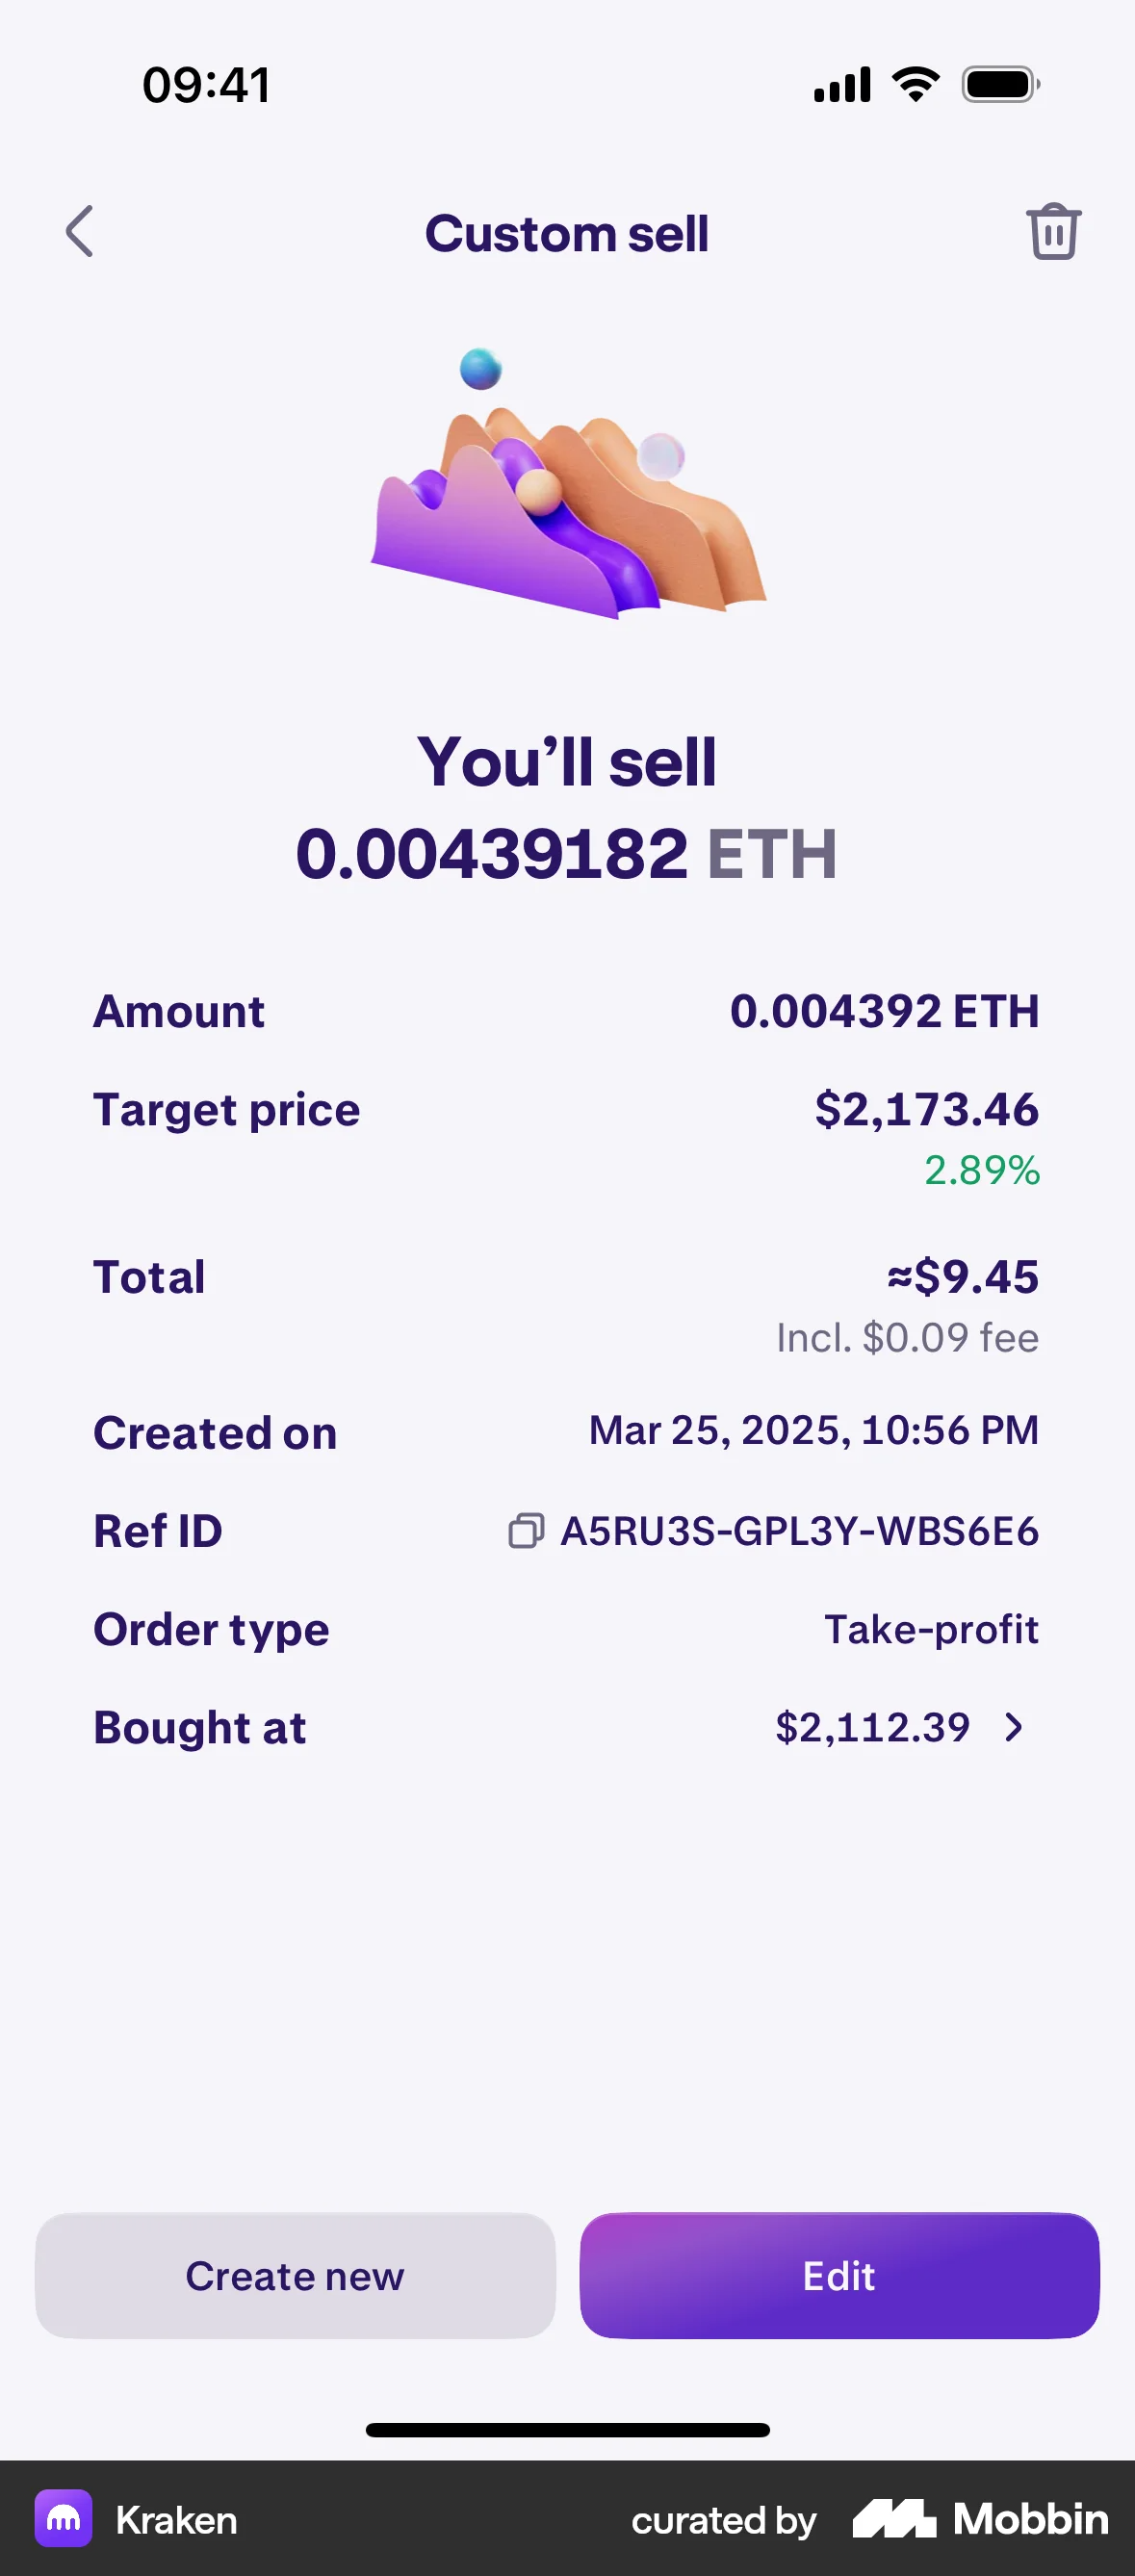 09:41
Custom sell
You’ll sell
0.00439182 ETH
Amount 0.004392 ETH
Target price $2,173.46
2.89%
Total ≈$9.45
Incl. $0.09 fee
Created on Mar 25, 2025, 10:56 PM
Ref ID A5RU3S-GPL3Y-WBS6E6
Order type Take-profit
Bought at $2,112.39
Create new Edit
Kraken curated by Mobbin